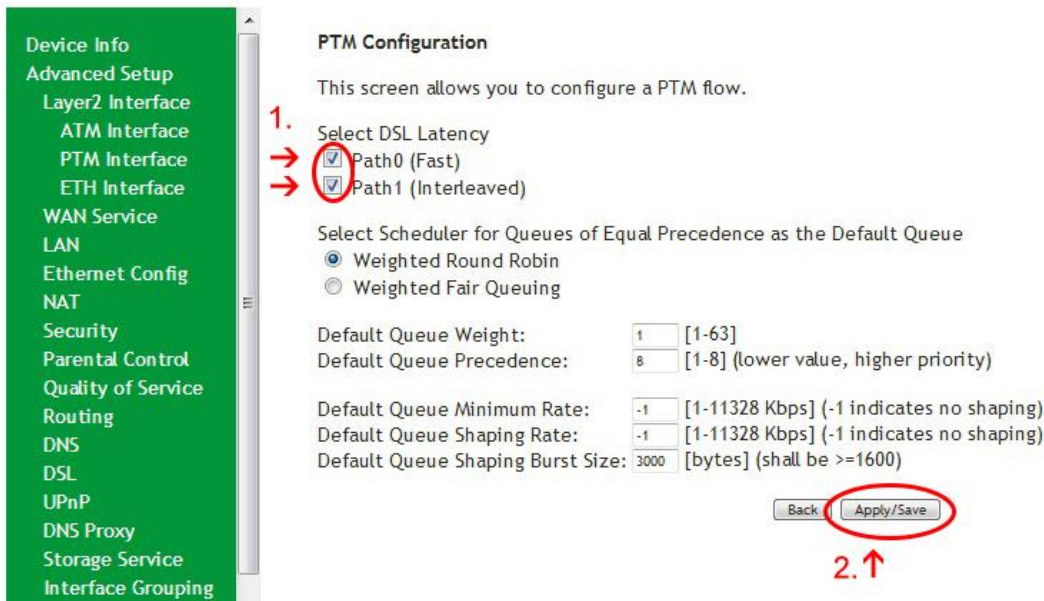 Device Info
Advanced Setup
Layer2 Interface
ATM Interface
PTM Interface
ETH Interface
WAN Service
LAN
Ethernet Config
NAT
Security
Parental Control
Quality of Service
Routing
DNS
DSL
UPnP
DNS Proxy
Storage Service
Interface Grouping
PTM Configuration
This screen allows you to configure a PTM flow.
1.
Select DSL Latency
Path0 (Fast)
Path1 (Interleaved)
Select Scheduler for Queues of Equal Precedence as the Default Queue
Weighted Round Robin
Weighted Fair Queuing
Default Queue Weight: 1 [1-63]
Default Queue Precedence: 8 [1-8] (lower value, higher priority)
Default Queue Minimum Rate: -1 [1-11328 Kbps] (-1 indicates no shaping)
Default Queue Shaping Rate: -1 [1-11328 Kbps] (-1 indicates no shaping)
Default Queue Shaping Burst Size: 3000 [bytes] (shall be >=1600)
Back Apply/Save
2.